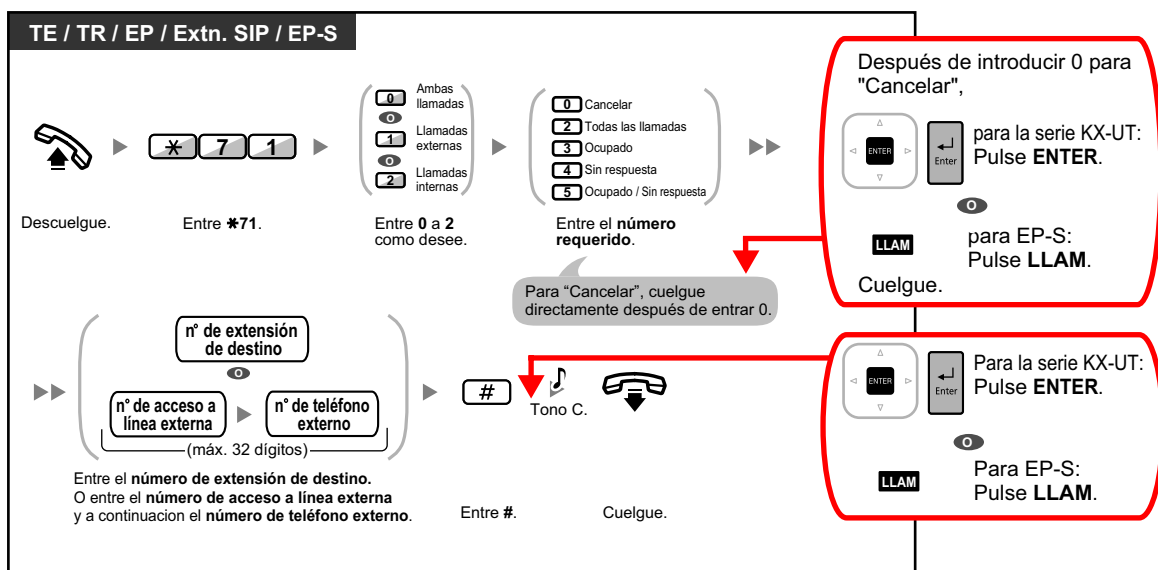 TE / TR / EP / Extn. SIP / EP-S
Descuelgue.
✱ 7 1
Entre ✱71.
0 Ambas
llamadas
O
1 Llamadas
externas
O
2 Llamadas
internas
Entre 0 a 2
como desee.
0 Cancelar
2 Todas las llamadas
3 Ocupado
4 Sin respuesta
5 Ocupado / Sin respuesta
Entre el número
requerido.
Para “Cancelar”, cuelgue
directamente después de entrar 0.
Después de introducir 0 para
"Cancelar",
ENTER
Enter
para la serie KX-UT:
Pulse ENTER.
O
LLAM
para EP-S:
Pulse LLAM.
Cuelgue.
n° de extensión
de destino
O
n° de acceso a
línea externa
n° de teléfono
externo
(máx. 32 dígitos)
Entre el número de extensión de destino.
O entre el número de acceso a línea externa
y a continuacion el número de teléfono externo.
#
Entre #.
Tono C.
Cuelgue.
ENTER
Enter
Para la serie KX-UT:
Pulse ENTER.
O
LLAM
Para EP-S:
Pulse LLAM.